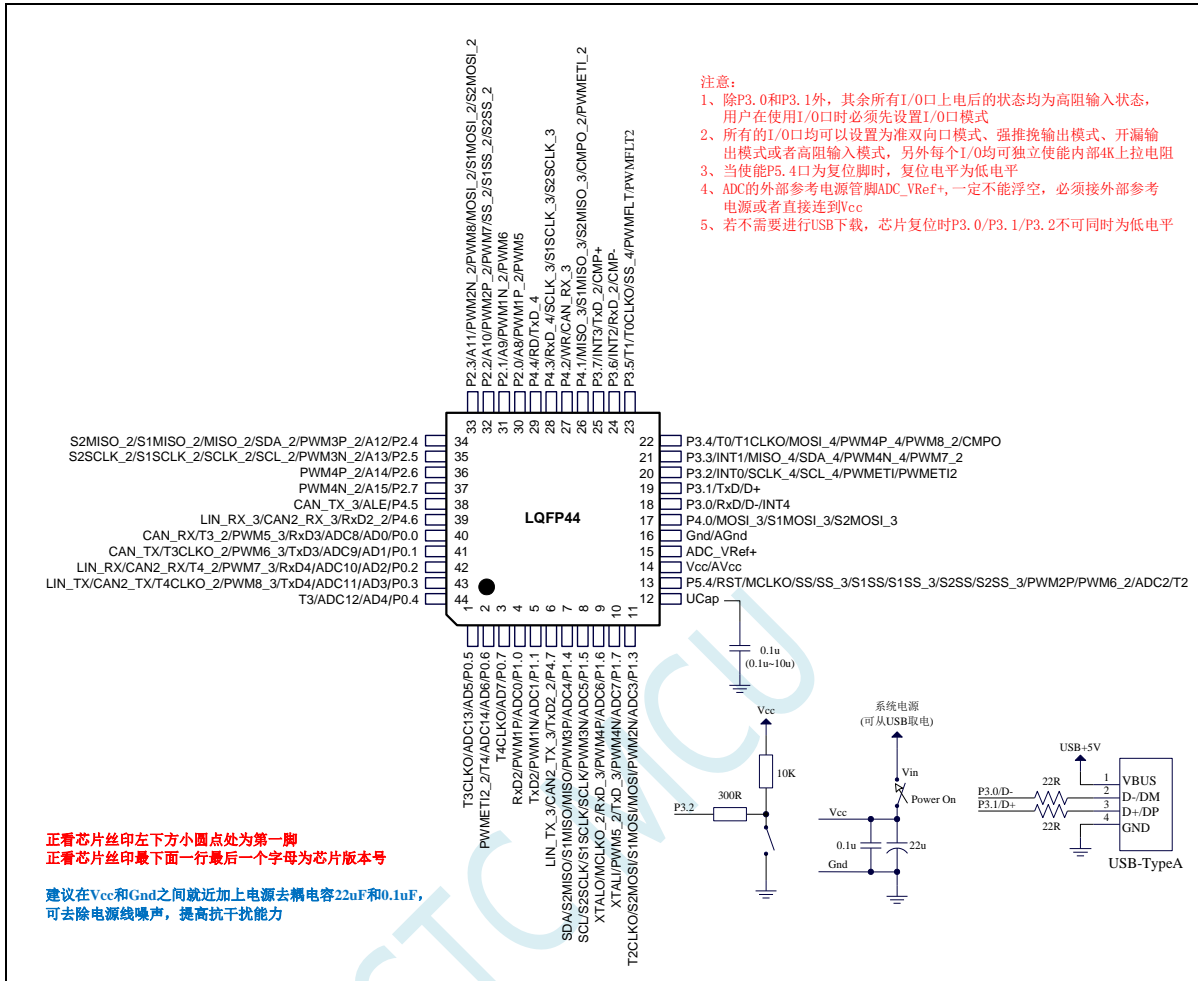 注意:
1、除P3.0和P3.1外，其余所有I/O口上电后的状态均为高阻输入状态，
用户在使用I/O口时必须先设置I/O口模式
2、所有的I/O口均可以设置为准双向口模式、强推挽输出模式、开漏输
出模式或者高阻输入模式，另外每个I/O均可独立使能内部4K上拉电阻
3、当使能P5.4口为复位脚时，复位电平为低电平
4、ADC的外部参考电源管脚ADC_VRef+,一定不能浮空，必须接外部参考
电源或者直接连到Vcc
5、若不需要进行USB下载，芯片复位时P3.0/P3.1/P3.2不可同时为低电平
P2.3/A11/PWM2N_2/PWM8/MOSI_2/S1MOSI_2/S2MOSI_2
P2.2/A10/PWM2P_2/PWM7/SS_2/S1SS_2/S2SS_2
P2.1/A9/PWM1N_2/PWM6
P2.0/A8/PWM1P_2/PWM5
P4.4/RD/TxD_4
P4.3/RxD_4/SCLK_3/S1SCLK_3/S2SCLK_3
P4.2/WR/CAN_RX_3
P4.1/MISO_3/S1MISO_3/S2MISO_3/CMPO_2/PWMETI_2
P3.7/INT3/TxD_2/CMP+
P3.6/INT2/RxD_2/CMP-
P3.5/T1/T0CLKO/SS_4/PWMFLT/PWMFLT2
33 32 31 30 29 28 27 26 25 24 23
S2MISO_2/S1MISO_2/MISO_2/SDA_2/PWM3P_2/A12/P2.4 34
S2SCLK_2/S1SCLK_2/SCLK_2/SCL_2/PWM3N_2/A13/P2.5 35
PWM4P_2/A14/P2.6 36
PWM4N_2/A15/P2.7 37
CAN_TX_3/ALE/P4.5 38
LIN_RX_3/CAN2_RX_3/RxD2_2/P4.6 39
CAN_RX/T3_2/PWM5_3/RxD3/ADC8/AD0/P0.0 40
CAN_TX/T3CLKO_2/PWM6_3/TxD3/ADC9/AD1/P0.1 41
LIN_RX/CAN2_RX/T4_2/PWM7_3/RxD4/ADC10/AD2/P0.2 42
LIN_TX/CAN2_TX/T4CLKO_2/PWM8_3/TxD4/ADC11/AD3/P0.3 43
T3/ADC12/AD4/P0.4 44
LQFP44
22 P3.4/T0/T1CLKO/MOSI_4/PWM4P_4/PWM8_2/CMPO
21 P3.3/INT1/MISO_4/SDA_4/PWM4N_4/PWM7_2
20 P3.2/INT0/SCLK_4/SCL_4/PWMETI/PWMETI2
19 P3.1/TxD/D+
18 P3.0/RxD/D-/INT4
17 P4.0/MOSI_3/S1MOSI_3/S2MOSI_3
16 Gnd/AGnd
15 ADC_VRef+
14 Vcc/AVcc
13 P5.4/RST/MCLKO/SS/SS_3/S1SS/S1SS_3/S2SS/S2SS_3/PWM2P/PWM6_2/ADC2/T2
12 UCap
1 2 3 4 5 6 7 8 9 10 11
T3CLKO/ADC13/AD5/P0.5
PWMETI2_2/T4/ADC14/AD6/P0.6
T4CLKO/AD7/P0.7
RxD2/PWM1P/ADC0/P1.0
TxD2/PWM1N/ADC1/P1.1
LIN_TX_3/CAN2_TX_3/TxD2_2/P4.7
SDA/S2MISO/S1MISO/MISO/PWM3P/ADC4/P1.4
SCL/S2SCLK/S1SCLK/SCLK/PWM3N/ADC5/P1.5
XTALO/MCLKO_2/RxD_3/PWM4P/ADC6/P1.6
XTALI/PWM5_2/TxD_3/PWM4N/ADC7/P1.7
T2CLKO/S2MOSI/S1MOSI/MOSI/PWM2N/ADC3/P1.3
0.1u
(0.1u~10u)
Vcc
10K
300R
P3.2
系统电源
(可从USB取电)
Vin
Power On
Vcc
0.1u
22u
Gnd
USB+5V
P3.0/D-
22R
P3.1/D+
22R
1 VBUS
2 D-/DM
3 D+/DP
4 GND
USB-TypeA
正看芯片丝印左下方小圆点处为第一脚
正看芯片丝印最下面一行最后一个字母为芯片版本号
建议在Vcc和Gnd之间就近加上电源去耦电容22uF和0.1uF，
可去除电源线噪声，提高抗干扰能力
STC MCU